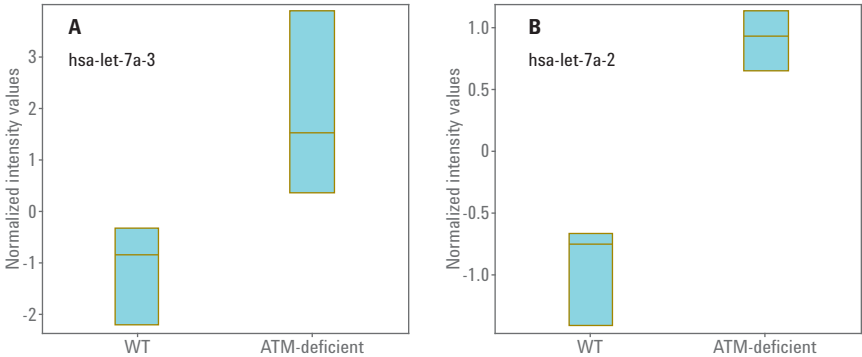 A
hsa-let-7a-3
Normalized intensity values
3
2
1
0
-1
-2
WT
ATM-deficient
B
hsa-let-7a-2
Normalized intensity values
1.0
0.5
0
-0.5
-1.0
WT
ATM-deficient